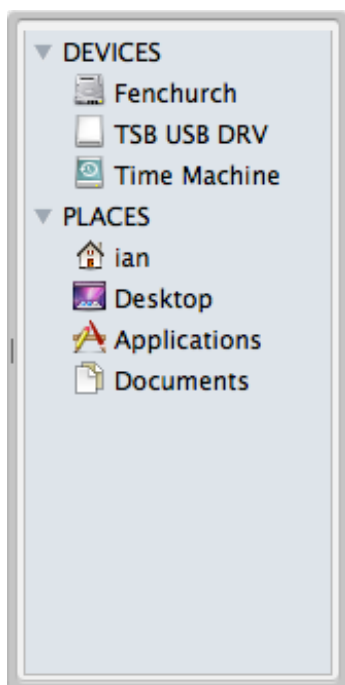 DEVICES
Fenchurch
TSB USB DRV
Time Machine
PLACES
ian
Desktop
Applications
Documents